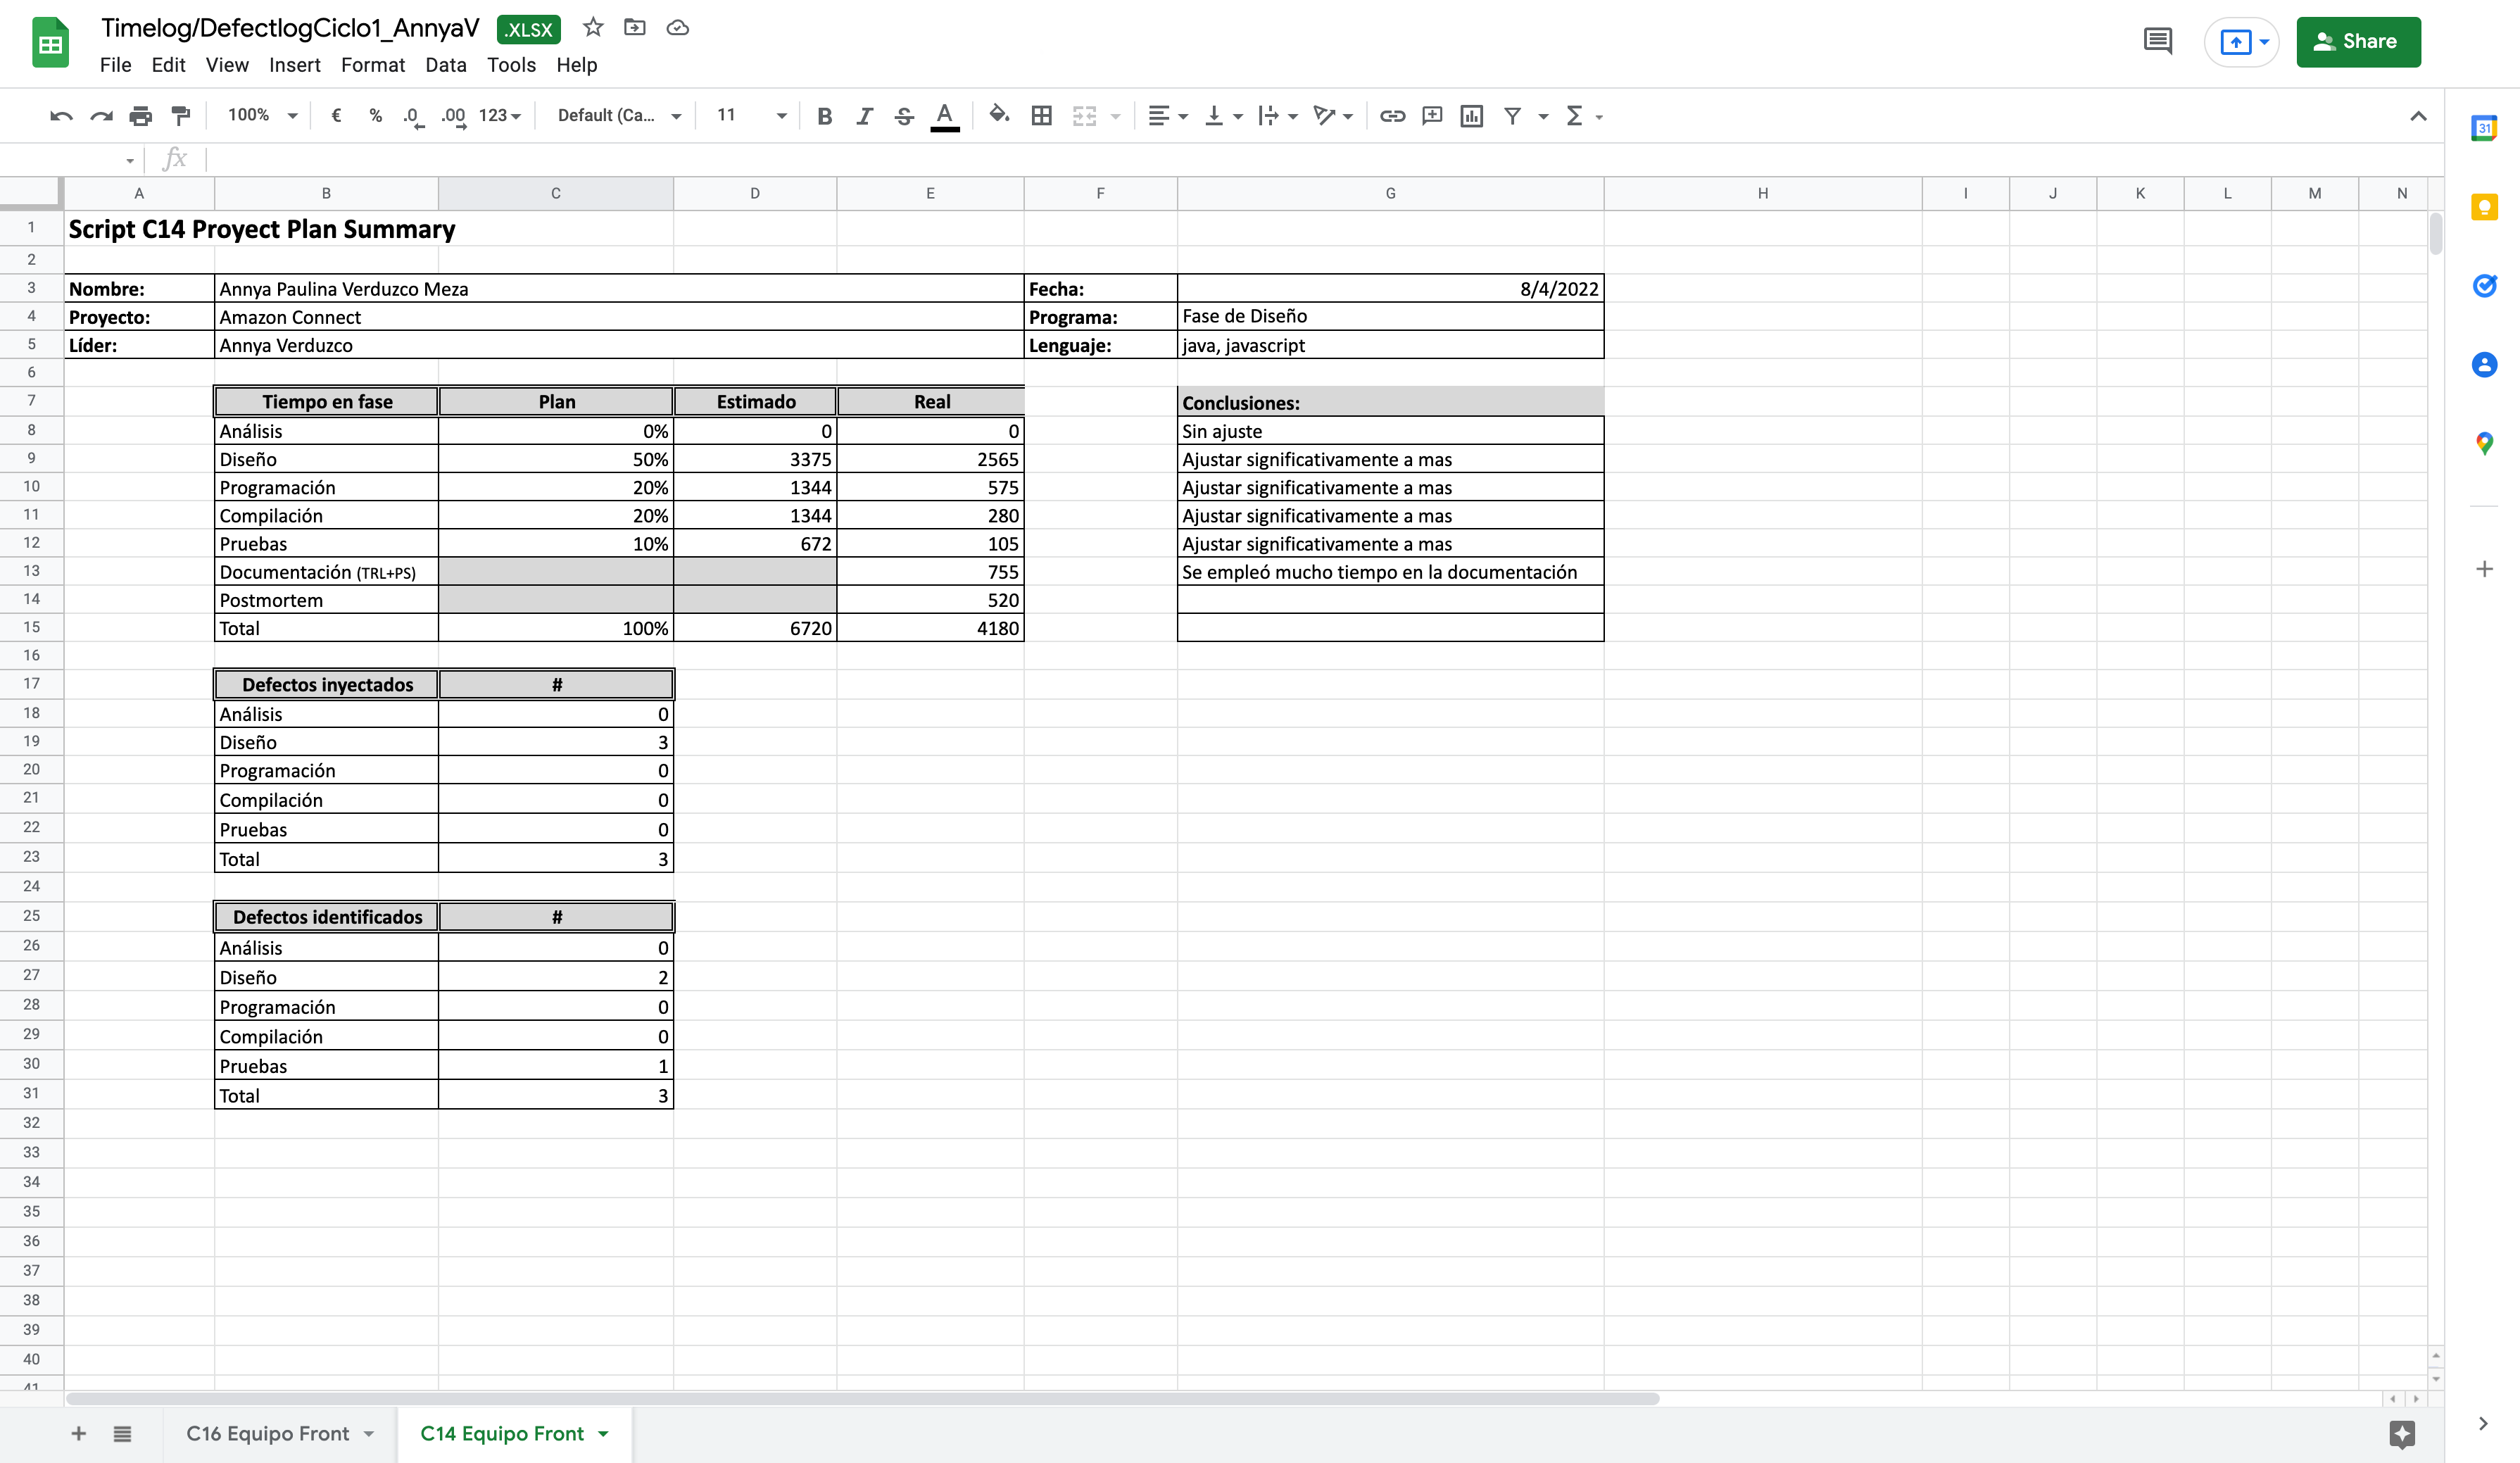 Timelog/DefectlogCiclo1_AnnyaV .XLSX
File Edit View Insert Format Data Tools Help
Share
100% € % .0 .00 123 Default (Ca... 11 B I S A Σ
31
fx
A B C D E F G H I J K L M N
1 Script C14 Proyect Plan Summary
2
3 Nombre: Annya Paulina Verduzco Meza Fecha: 8/4/2022
4 Proyecto: Amazon Connect Programa: Fase de Diseño
5 Líder: Annya Verduzco Lenguaje: java, javascript
6
7 Tiempo en fase Plan Estimado Real Conclusiones:
8 Análisis 0% 0 0 Sin ajuste
9 Diseño 50% 3375 2565 Ajustar significativamente a mas
10 Programación 20% 1344 575 Ajustar significativamente a mas
11 Compilación 20% 1344 280 Ajustar significativamente a mas
12 Pruebas 10% 672 105 Ajustar significativamente a mas
13 Documentación (TRL+PS) 755 Se empleó mucho tiempo en la documentación
14 Postmortem 520
15 Total 100% 6720 4180
16
17 Defectos inyectados #
18 Análisis 0
19 Diseño 3
20 Programación 0
21 Compilación 0
22 Pruebas 0
23 Total 3
24
25 Defectos identificados #
26 Análisis 0
27 Diseño 2
28 Programación 0
29 Compilación 0
30 Pruebas 1
31 Total 3
32
33
34
35
36
37
38
39
40
41
C16 Equipo Front C14 Equipo Front